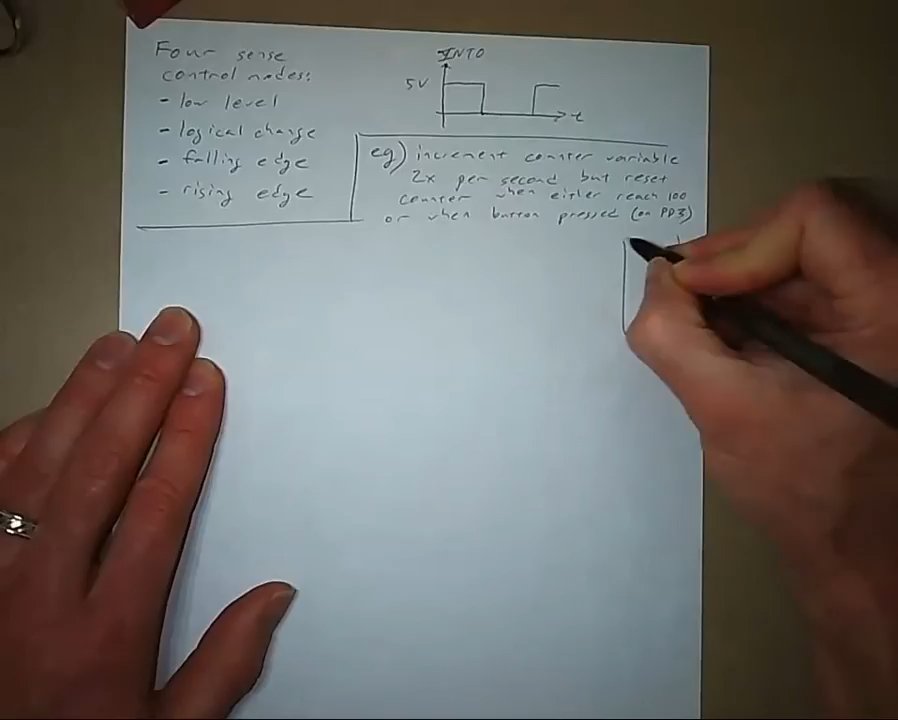 Four sense
control modes:
- low level
- logical change
- falling edge
- rising edge
INT0
5V
t
eg) increment counter variable
2x per second but reset
counter when either reach 100
or when button pressed (on PD3)